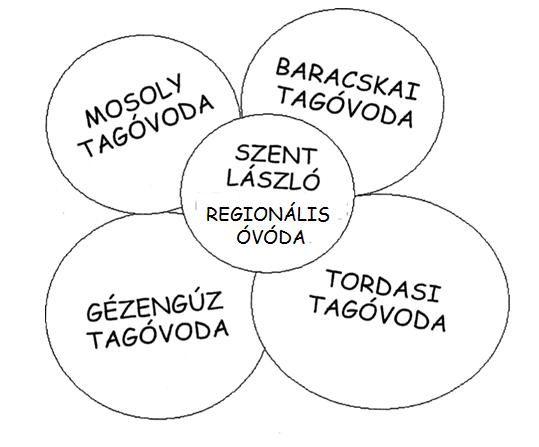 MOSOLY
TAGÓVODA
BARACSKAI
TAGÓVODA
SZENT
LÁSZLÓ
REGIONÁLIS
ÓVÓDA
GÉZENGÚZ
TAGÓVODA
TORDASI
TAGÓVODA